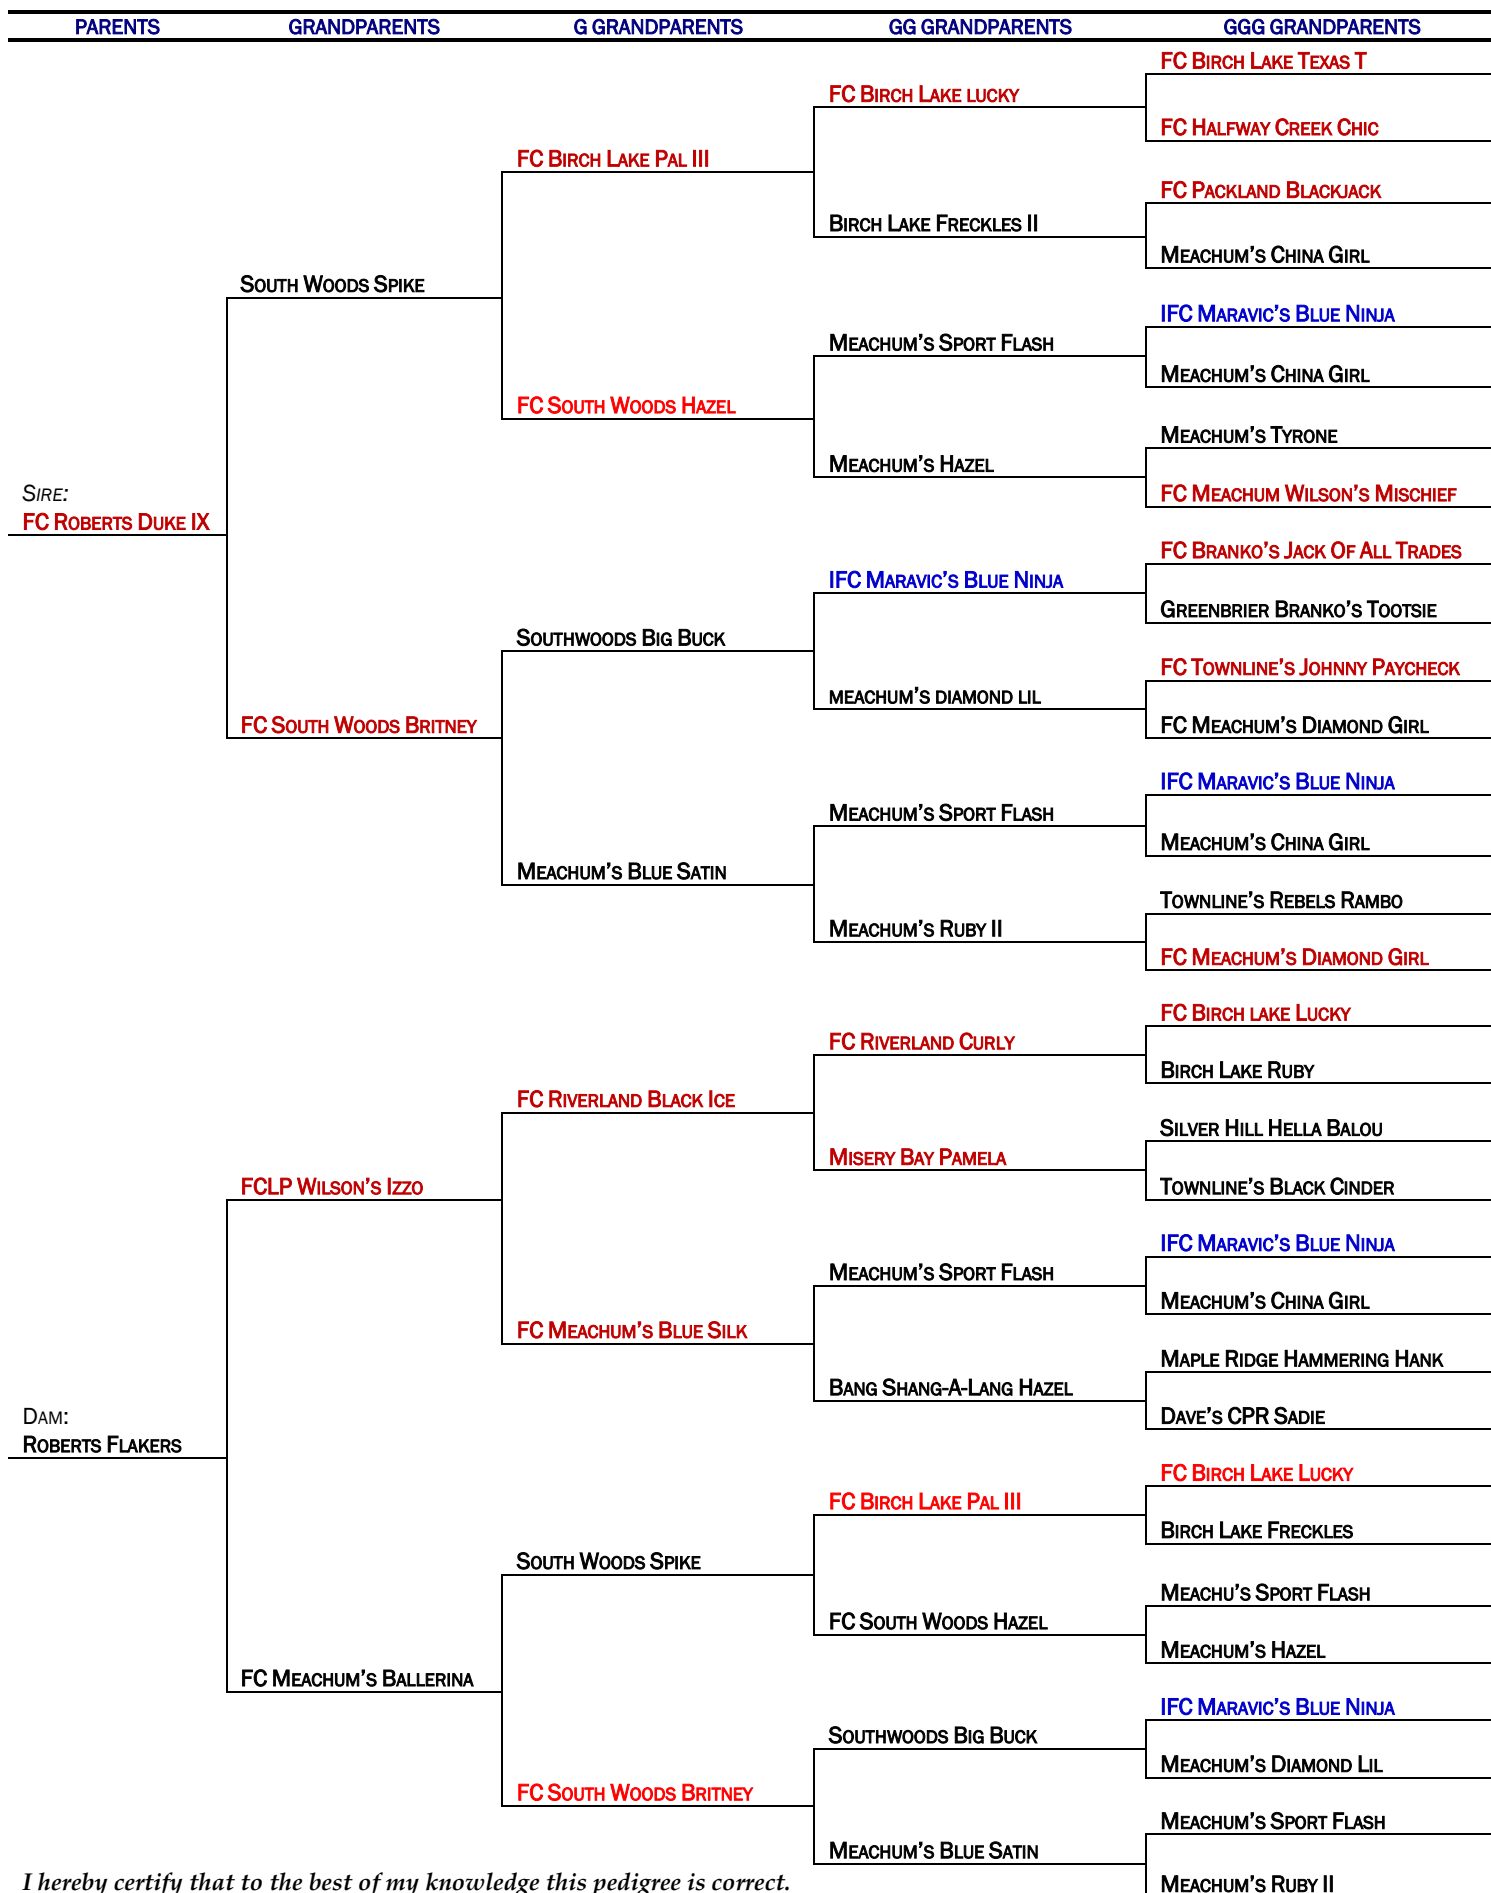 PARENTS GRANDPARENTS G GRANDPARENTS GG GRANDPARENTS GGG GRANDPARENTS
FC Birch Lake Texas T
FC Birch Lake lucky
FC Halfway Creek Chic
FC Birch Lake Pal III
FC Packland Blackjack
Birch Lake Freckles II
Meachum's China Girl
South Woods Spike
IFC Maravic's Blue Ninja
Meachum's Sport Flash
Meachum's China Girl
FC South Woods Hazel
Meachum's Tyrone
Meachum's Hazel
FC Meachum Wilson's Mischief
Sire:
FC Roberts Duke IX
FC Branko's Jack Of All Trades
IFC Maravic's Blue Ninja
Greenbrier Branko's Tootsie
Southwoods Big Buck
FC Townline's Johnny Paycheck
meachum's diamond lil
FC Meachum's Diamond Girl
FC South Woods Britney
IFC Maravic's Blue Ninja
Meachum's Sport Flash
Meachum's China Girl
Meachum's Blue Satin
Townline's Rebels Rambo
Meachum's Ruby II
FC Meachum's Diamond Girl
FC Birch lake Lucky
FC Riverland Curly
Birch Lake Ruby
FC Riverland Black Ice
Silver Hill Hella Balou
Misery Bay Pamela
Townline's Black Cinder
FCLP Wilson's Izzo
IFC Maravic's Blue Ninja
Meachum's Sport Flash
Meachum's China Girl
FC Meachum's Blue Silk
Maple Ridge Hammering Hank
Bang Shang-A-Lang Hazel
Dave's CPR Sadie
Dam:
Roberts Flakers
FC Birch Lake Lucky
FC Birch Lake Pal III
Birch Lake Freckles
South Woods Spike
Meachu's Sport Flash
FC South Woods Hazel
Meachum's Hazel
FC Meachum's Ballerina
IFC Maravic's Blue Ninja
Southwoods Big Buck
Meachum's Diamond Lil
FC South Woods Britney
Meachum's Sport Flash
Meachum's Blue Satin
Meachum's Ruby II
I hereby certify that to the best of my knowledge this pedigree is correct.